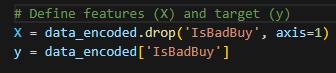 # Define features (X) and target (y)
X = data_encoded.drop('IsBadBuy', axis=1)
y = data_encoded['IsBadBuy']